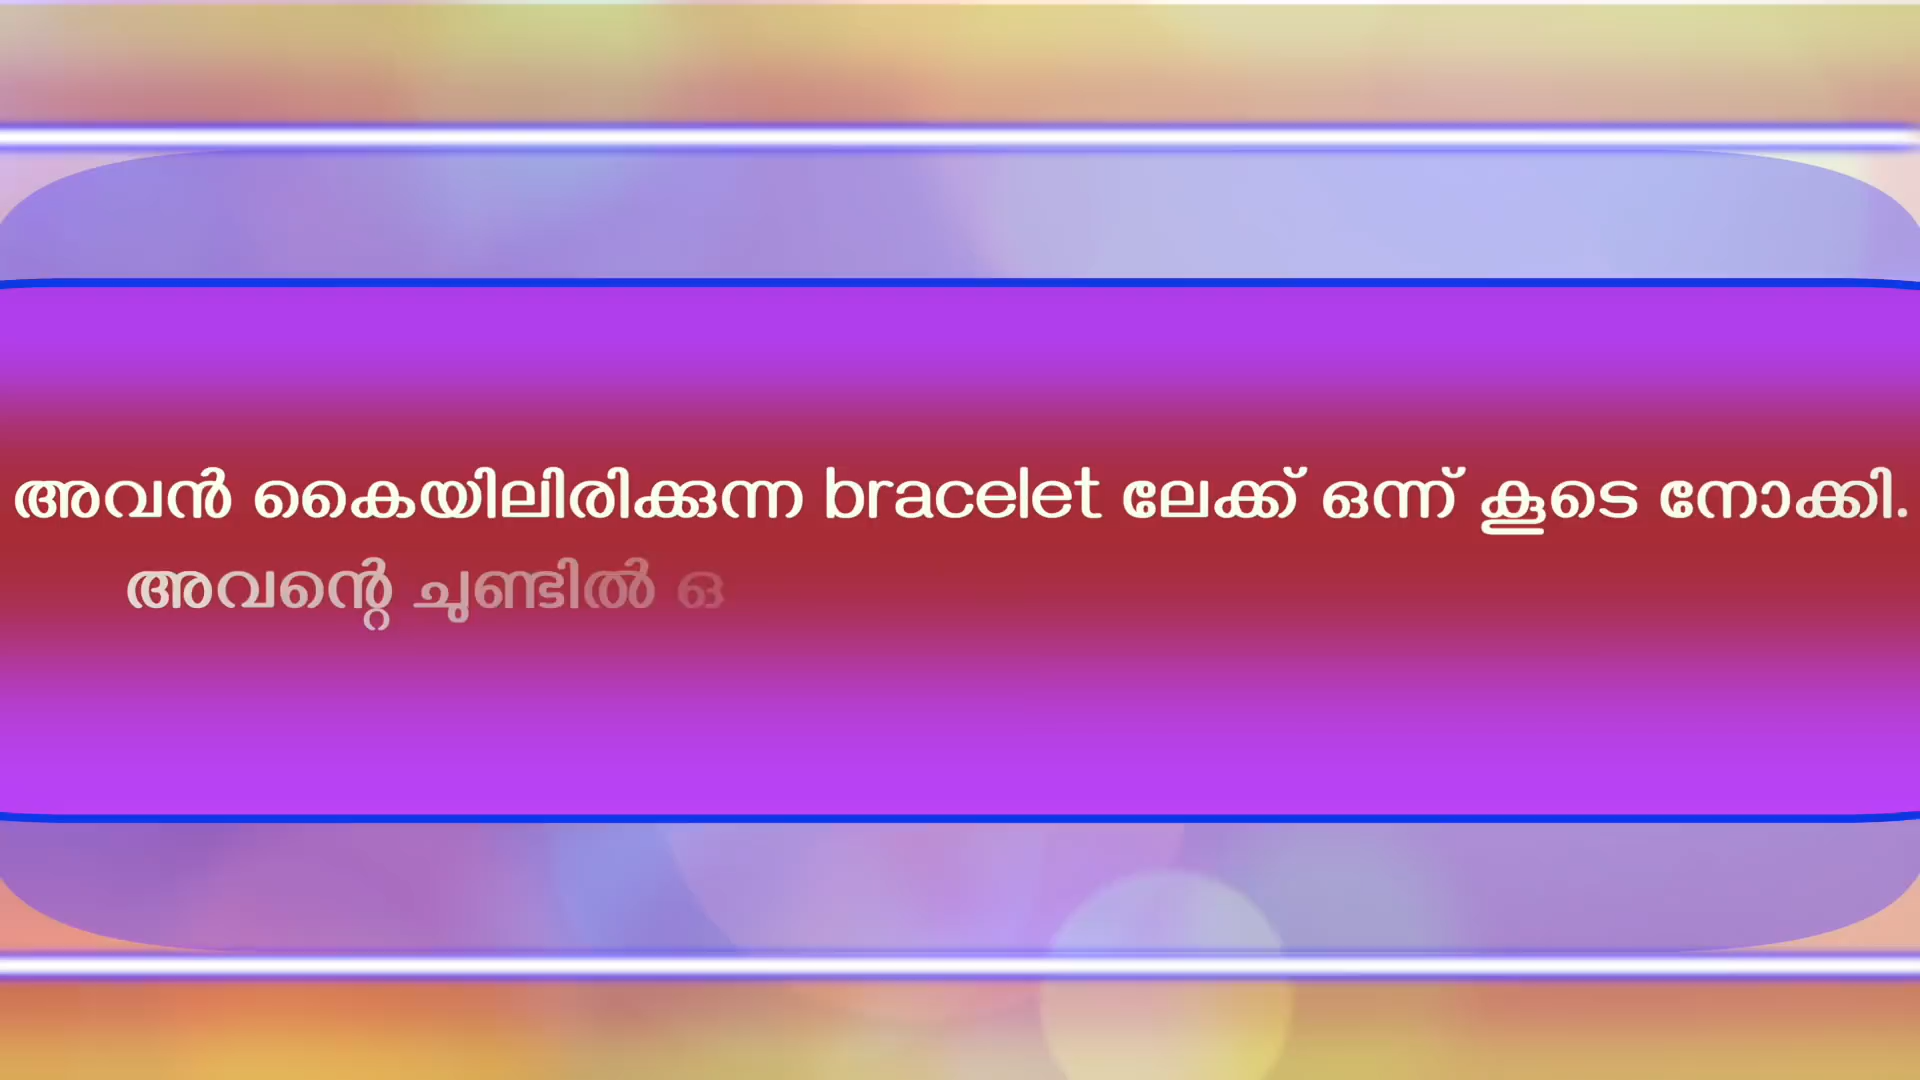 അവൻ കൈയിലിരിക്കുന്ന bracelet ലേക്ക് ഒന്ന് കൂടെ നോക്കി.
അവന്റെ ചുണ്ടിൽ ഒ